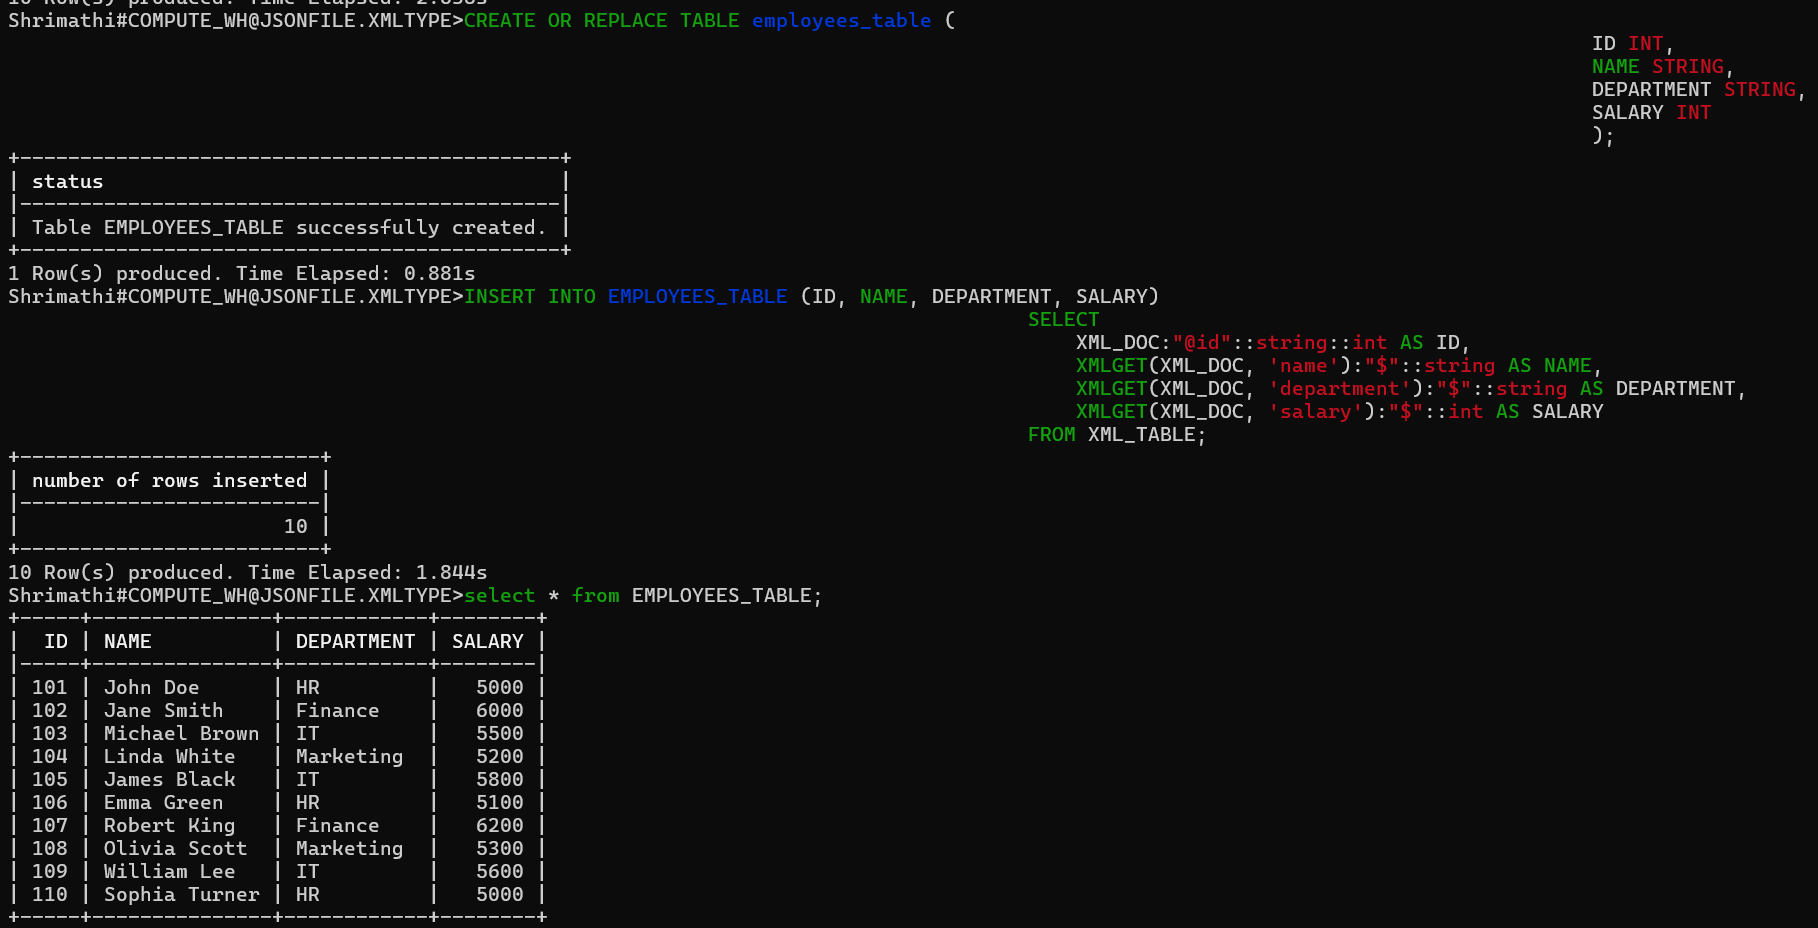 10 Row(s) produced. Time Elapsed: 2.858s
Shrimathi#COMPUTE_WH@JSONFILE.XMLTYPE>CREATE OR REPLACE TABLE employees_table (
ID INT,
NAME STRING,
DEPARTMENT STRING,
SALARY INT
);
+---------------------------------------------+
| status                                      |
|---------------------------------------------|
| Table EMPLOYEES_TABLE successfully created. |
+---------------------------------------------+
1 Row(s) produced. Time Elapsed: 0.881s
Shrimathi#COMPUTE_WH@JSONFILE.XMLTYPE>INSERT INTO EMPLOYEES_TABLE (ID, NAME, DEPARTMENT, SALARY)
SELECT
XML_DOC:"@id"::string::int AS ID,
XMLGET(XML_DOC, 'name'):"$"::string AS NAME,
XMLGET(XML_DOC, 'department'):"$"::string AS DEPARTMENT,
XMLGET(XML_DOC, 'salary'):"$"::int AS SALARY
FROM XML_TABLE;
+-------------------------+
| number of rows inserted |
|-------------------------|
|                      10 |
+-------------------------+
10 Row(s) produced. Time Elapsed: 1.844s
Shrimathi#COMPUTE_WH@JSONFILE.XMLTYPE>select * from EMPLOYEES_TABLE;
+-----+---------------+------------+--------+
|  ID | NAME          | DEPARTMENT | SALARY |
|-----+---------------+------------+--------|
| 101 | John Doe      | HR         |   5000 |
| 102 | Jane Smith    | Finance    |   6000 |
| 103 | Michael Brown | IT         |   5500 |
| 104 | Linda White   | Marketing  |   5200 |
| 105 | James Black   | IT         |   5800 |
| 106 | Emma Green    | HR         |   5100 |
| 107 | Robert King   | Finance    |   6200 |
| 108 | Olivia Scott  | Marketing  |   5300 |
| 109 | William Lee   | IT         |   5600 |
| 110 | Sophia Turner | HR         |   5000 |
+-----+---------------+------------+--------+